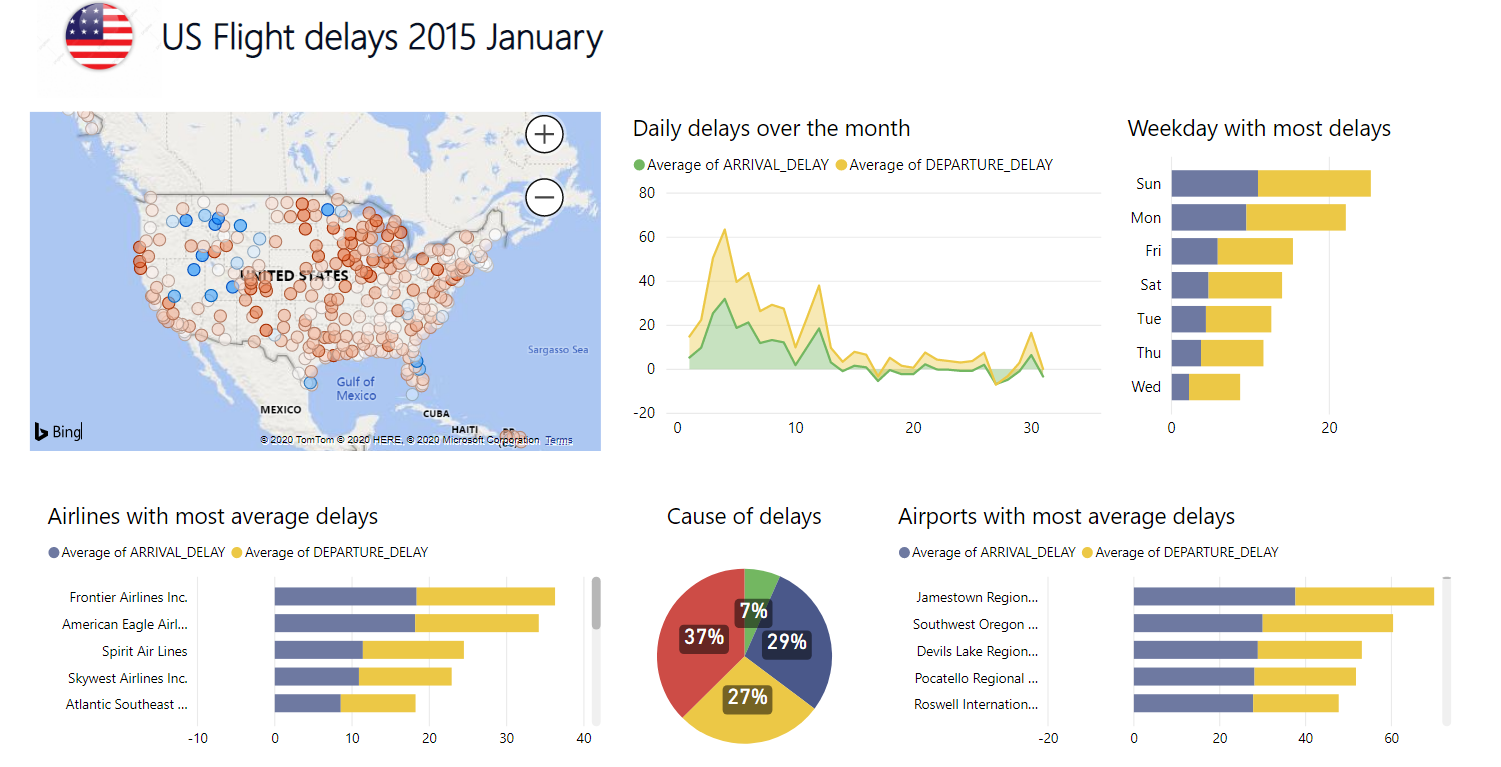 US Flight delays 2015 January
UNITED STATES
Sargasso Sea
Gulf of
Mexico
MEXICO
CUBA
HAITI
Bing
© 2020 TomTom © 2020 HERE, © 2020 Microsoft Corporation Terms
Daily delays over the month
Average of ARRIVAL_DELAY Average of DEPARTURE_DELAY
80
60
40
20
0
-20
0 10 20 30
Weekday with most delays
Sun
Mon
Fri
Sat
Tue
Thu
Wed
0 20
Airlines with most average delays
Average of ARRIVAL_DELAY Average of DEPARTURE_DELAY
Frontier Airlines Inc.
American Eagle Airl...
Spirit Air Lines
Skywest Airlines Inc.
Atlantic Southeast ...
-10 0 10 20 30 40
Cause of delays
7%
37%
29%
27%
Airports with most average delays
Average of ARRIVAL_DELAY Average of DEPARTURE_DELAY
Jamestown Region...
Southwest Oregon ...
Devils Lake Region...
Pocatello Regional ...
Roswell Internation...
-20 0 20 40 60